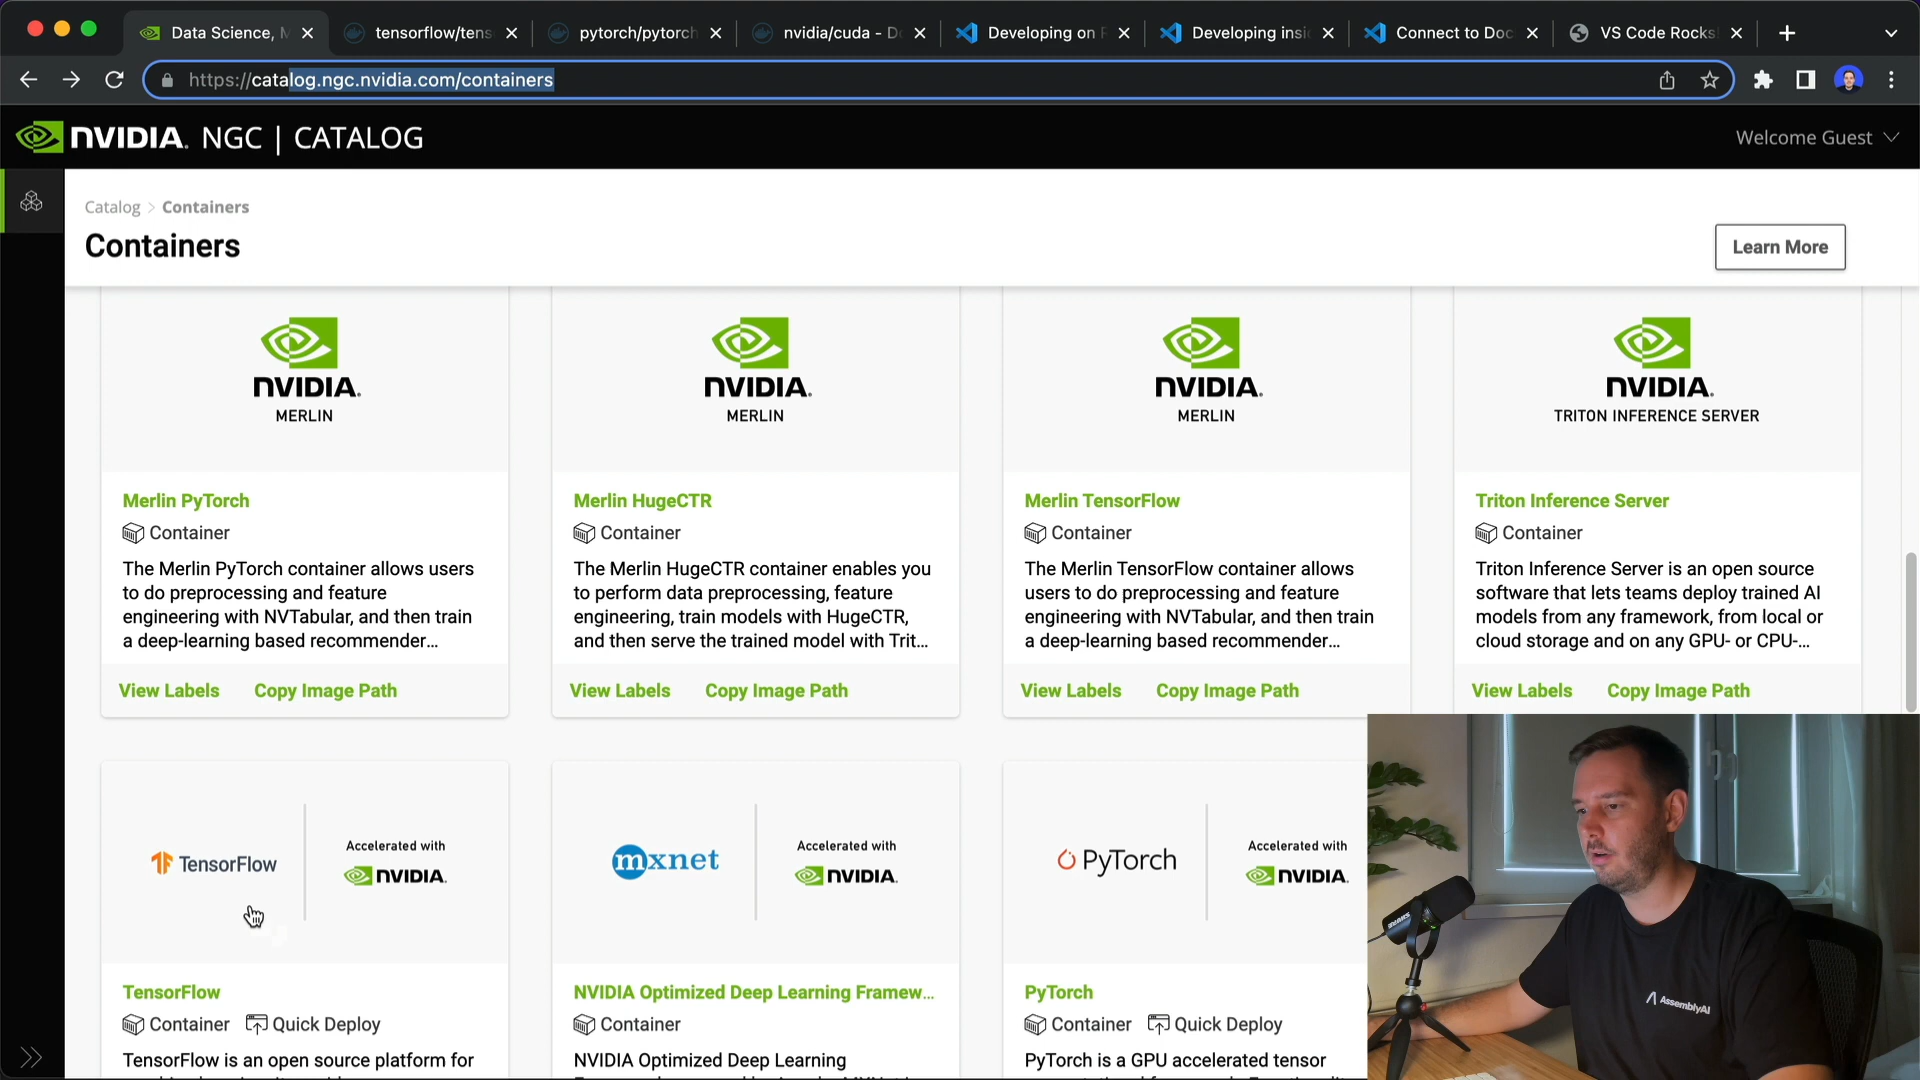 Data Science, M
tensorflow/tens
pytorch/pytorch
nvidia/cuda - Do
Developing on R
Developing insi
Connect to Doc
VS Code Rocks
https://catalog.ngc.nvidia.com/containers
NVIDIA. NGC | CATALOG
Welcome Guest
Catalog > Containers
Containers
Learn More
NVIDIA.
MERLIN
NVIDIA.
MERLIN
NVIDIA.
MERLIN
NVIDIA.
TRITON INFERENCE SERVER
Merlin PyTorch
Container
The Merlin PyTorch container allows users
to do preprocessing and feature
engineering with NVTabular, and then train
a deep-learning based recommender...
View Labels Copy Image Path
Merlin HugeCTR
Container
The Merlin HugeCTR container enables you
to perform data preprocessing, feature
engineering, train models with HugeCTR,
and then serve the trained model with Trit...
View Labels Copy Image Path
Merlin TensorFlow
Container
The Merlin TensorFlow container allows
users to do preprocessing and feature
engineering with NVTabular, and then train
a deep-learning based recommender...
View Labels Copy Image Path
Triton Inference Server
Container
Triton Inference Server is an open source
software that lets teams deploy trained AI
models from any framework, from local or
cloud storage and on any GPU- or CPU-...
View Labels Copy Image Path
TensorFlow
Accelerated with
NVIDIA.
TensorFlow
Container Quick Deploy
TensorFlow is an open source platform for
mxnet
Accelerated with
NVIDIA.
NVIDIA Optimized Deep Learning Framew...
Container
NVIDIA Optimized Deep Learning
PyTorch
Accelerated with
NVIDIA.
PyTorch
Container Quick Deploy
PyTorch is a GPU accelerated tensor
AssemblyAI